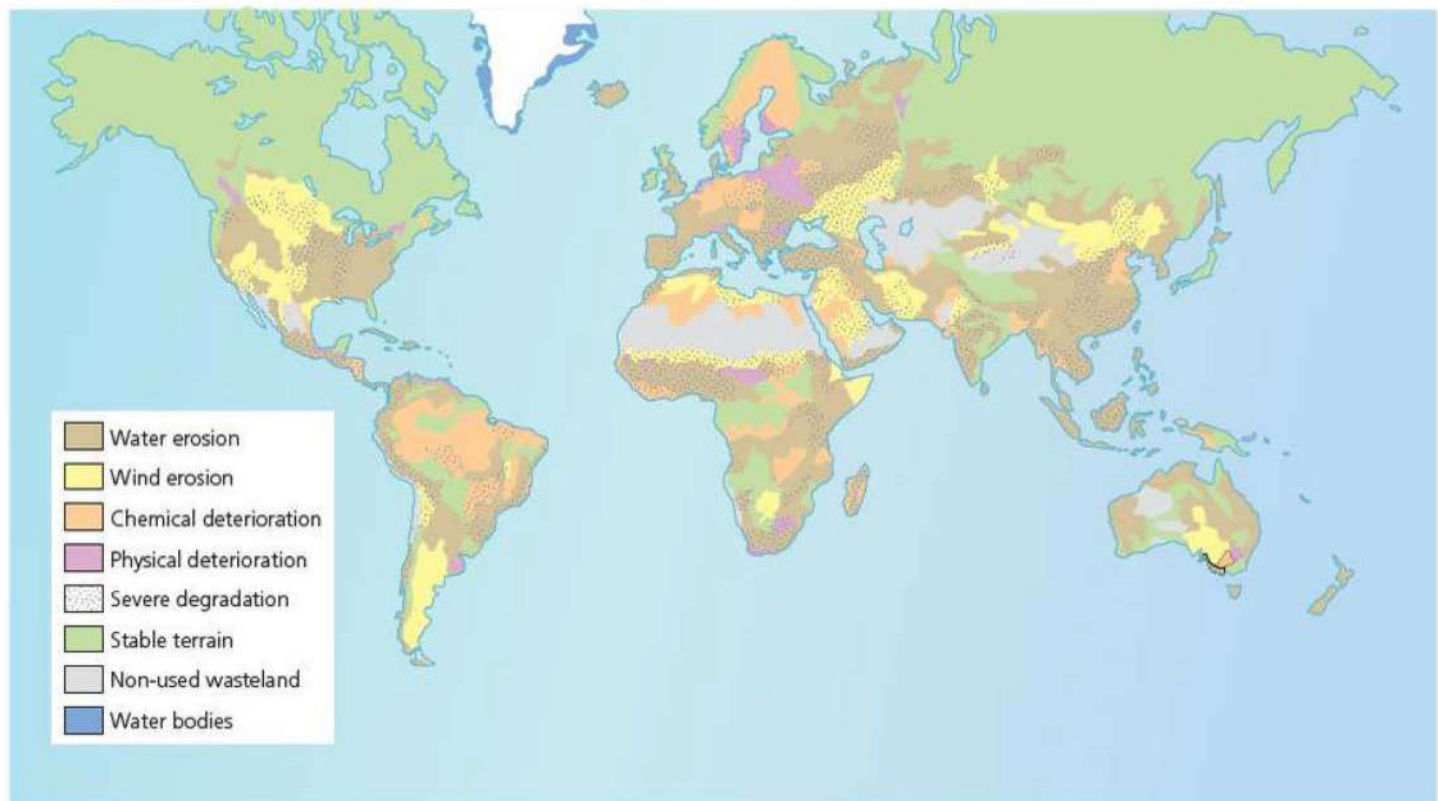 Water erosion
Wind erosion
Chemical deterioration
Physical deterioration
Severe degradation
Stable terrain
Non-used wasteland
Water bodies